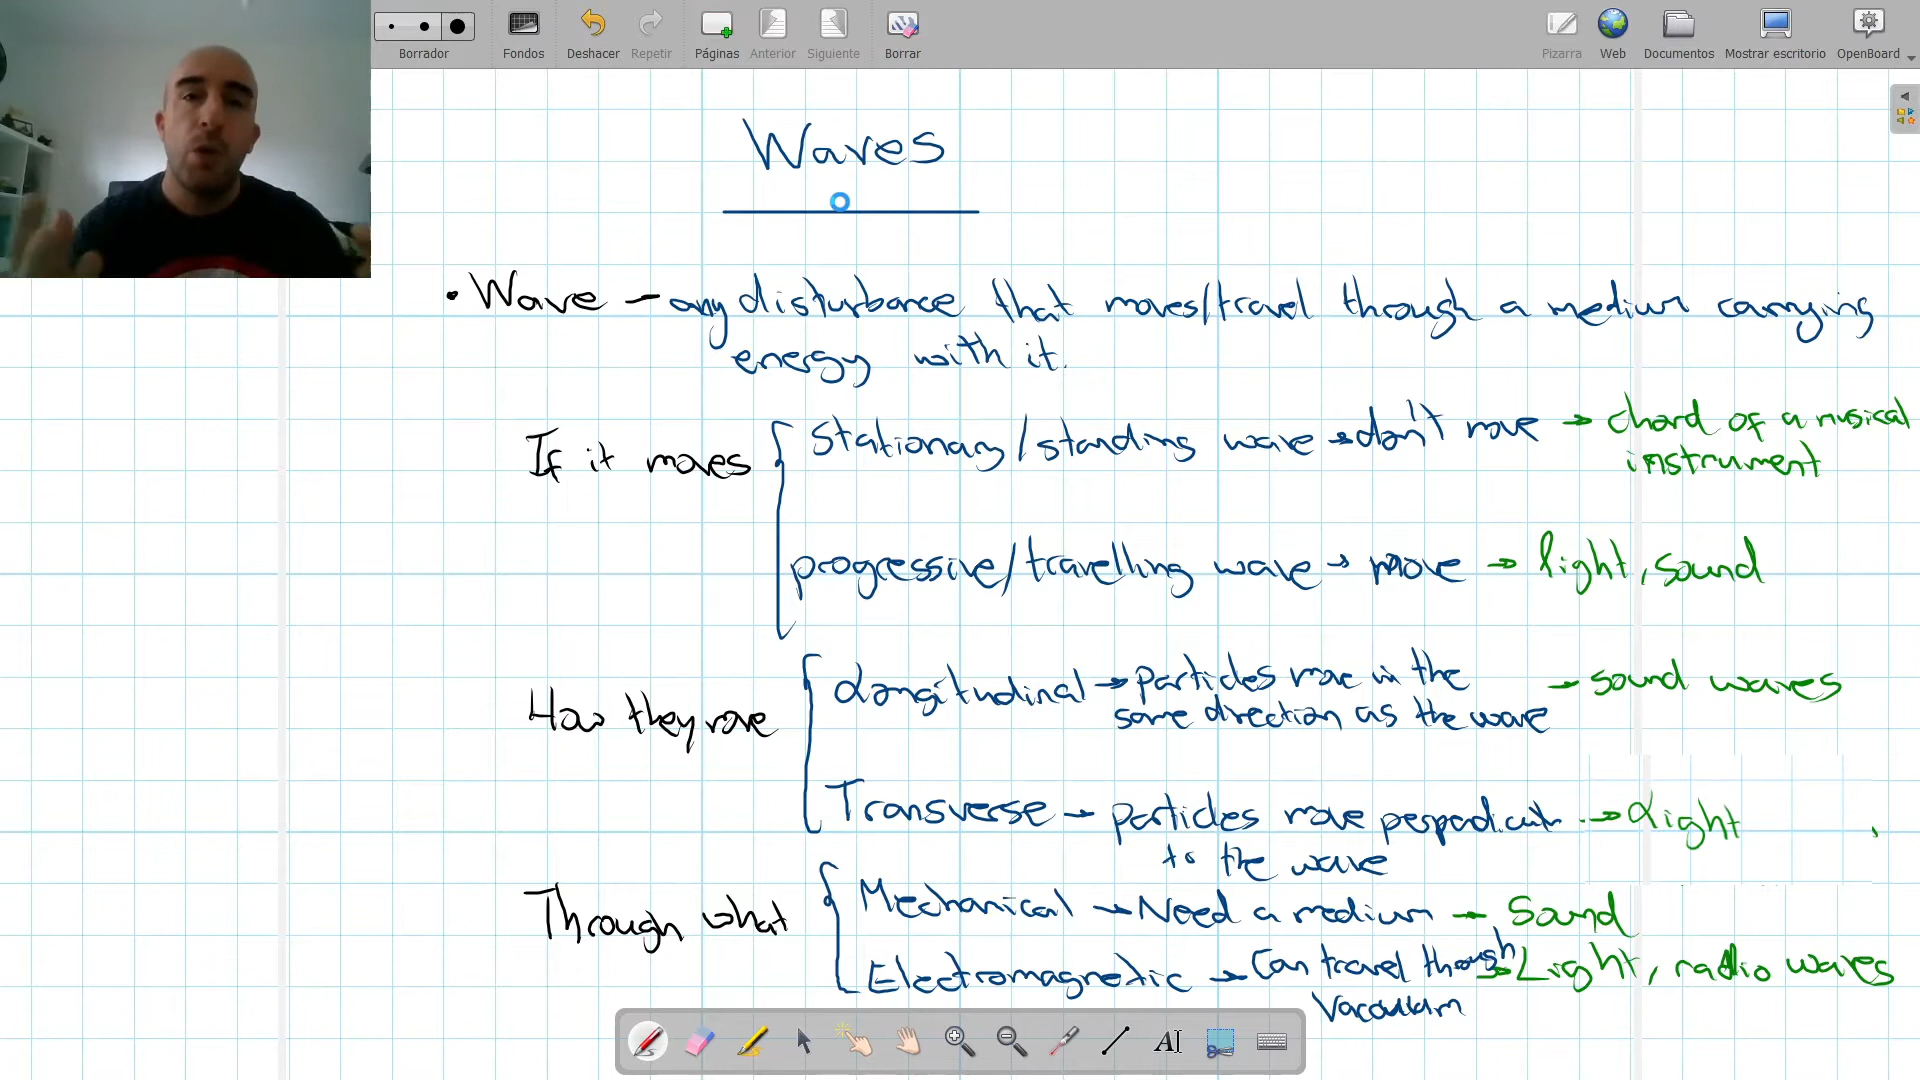 Borrador
Fondos
Deshacer
Repetir
Páginas
Anterior
Siguiente
Borrar
Pizarra
Web
Documentos
Mostrar escritorio
OpenBoard
Waves
• Wave – any disturbance that moves/travel through a medium carrying
energy with it.
If it moves
Stationary/standing wave → don't move → chord of a musical
instrument
progressive/travelling wave → move → light, sound
How they move
Longitudinal → particles move in the
same direction as the wave
→ sound waves
Transverse → particles move perpendicular → Light
to the wave
Through what
Mechanical → Need a medium → Sound
Electromagnetic → Can travel through → Light, radio waves
Vacuum